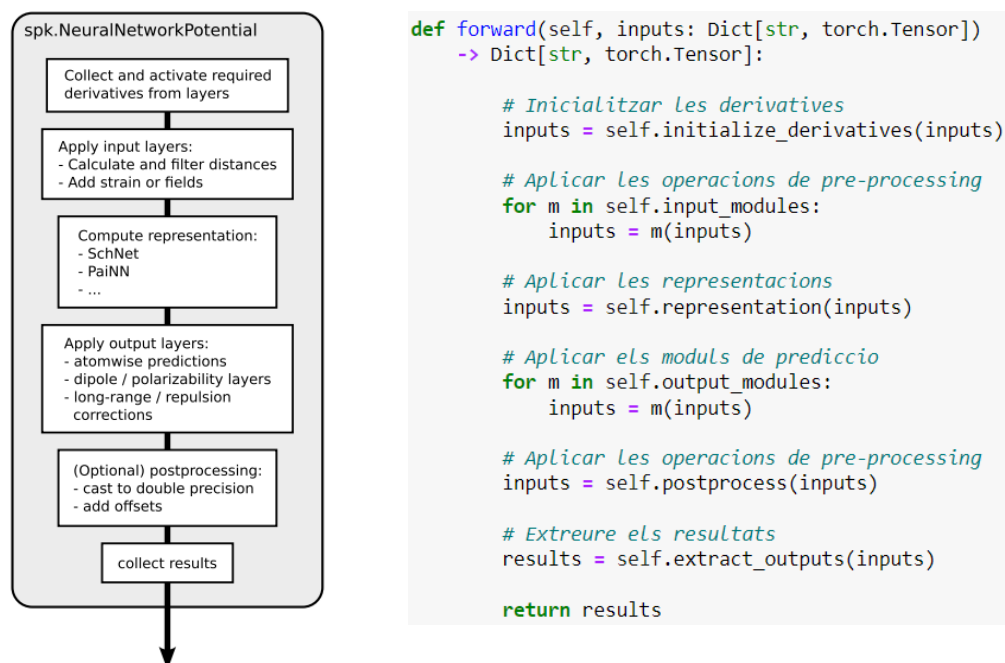 spk.NeuralNetworkPotential
Collect and activate required
derivatives from layers
Apply input layers:
- Calculate and filter distances
- Add strain or fields
Compute representation:
- SchNet
- PaiNN
- ...
Apply output layers:
- atomwise predictions
- dipole / polarizability layers
- long-range / repulsion
corrections
(Optional) postprocessing:
- cast to double precision
- add offsets
collect results
def forward(self, inputs: Dict[str, torch.Tensor])
-> Dict[str, torch.Tensor]:
# Inicialitzar les derivatives
inputs = self.initialize_derivatives(inputs)
# Aplicar les operacions de pre-processing
for m in self.input_modules:
inputs = m(inputs)
# Aplicar les representacions
inputs = self.representation(inputs)
# Aplicar els moduls de prediccio
for m in self.output_modules:
inputs = m(inputs)
# Aplicar les operacions de pre-processing
inputs = self.postprocess(inputs)
# Extreure els resultats
results = self.extract_outputs(inputs)
return results